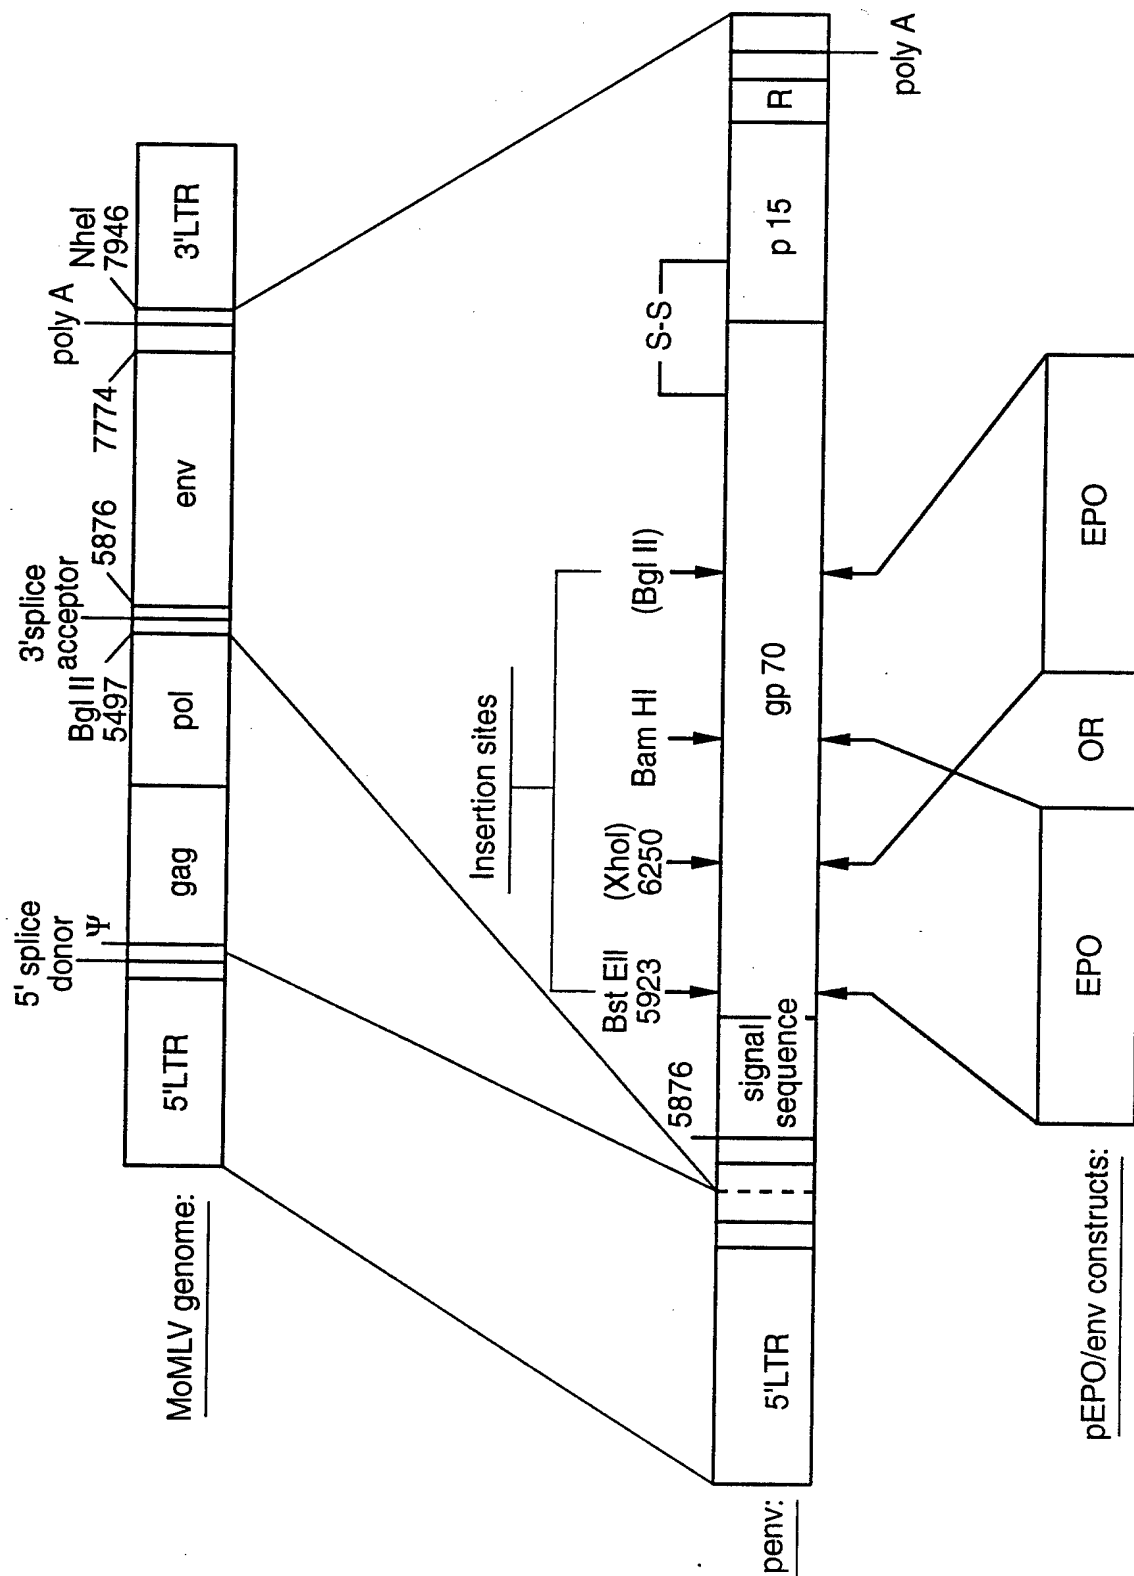 MoMLV genome:
5' splice
donor
Ψ
3'splice
acceptor
Bgl II
5497
5876
7774
poly A
NheI
7946
5'LTR
gag
pol
env
3'LTR
Insertion sites
Bst EII
5923
(XhoI)
6250
Bam HI
(Bgl II)
S-S
5876
penv:
5'LTR
signal
sequence
gp 70
p 15
R
poly A
pEPO/env constructs:
EPO
OR
EPO